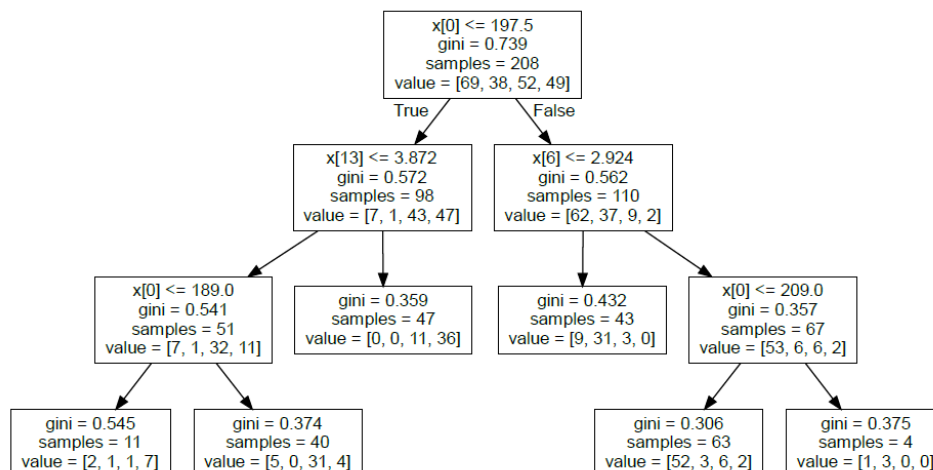 x[0] <= 197.5
gini = 0.739
samples = 208
value = [69, 38, 52, 49]
True
False
x[13] <= 3.872
gini = 0.572
samples = 98
value = [7, 1, 43, 47]
x[6] <= 2.924
gini = 0.562
samples = 110
value = [62, 37, 9, 2]
x[0] <= 189.0
gini = 0.541
samples = 51
value = [7, 1, 32, 11]
gini = 0.359
samples = 47
value = [0, 0, 11, 36]
gini = 0.432
samples = 43
value = [9, 31, 3, 0]
x[0] <= 209.0
gini = 0.357
samples = 67
value = [53, 6, 6, 2]
gini = 0.545
samples = 11
value = [2, 1, 1, 7]
gini = 0.374
samples = 40
value = [5, 0, 31, 4]
gini = 0.306
samples = 63
value = [52, 3, 6, 2]
gini = 0.375
samples = 4
value = [1, 3, 0, 0]